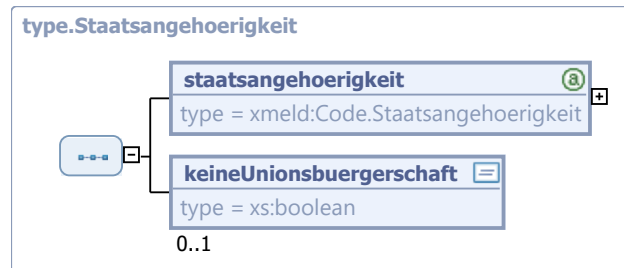 type.Staatsangehoerigkeit
staatsangehoerigkeit
type = xmeld:Code.Staatsangehoerigkeit
keineUnionsbuergerschaft
type = xs:boolean
0..1